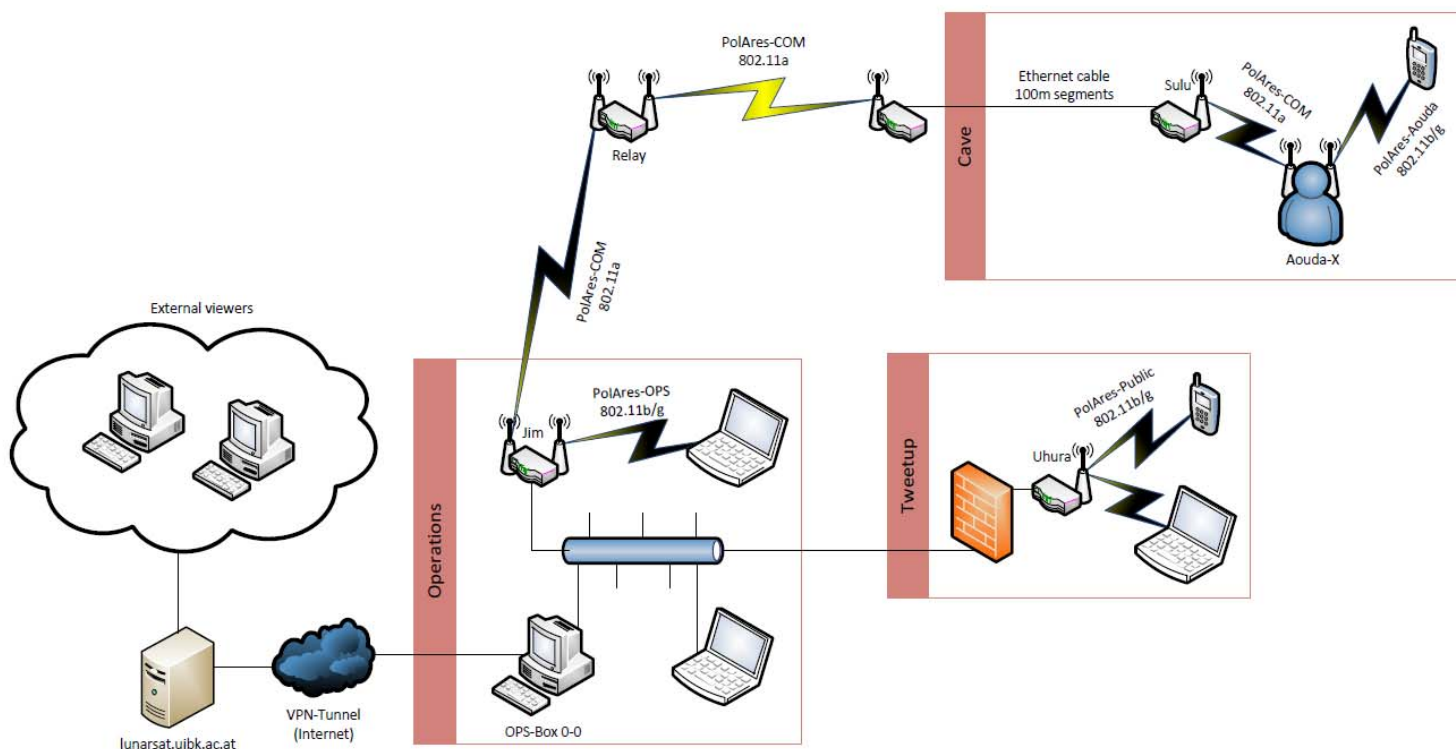 PolAres-COM
802.11a
Relay
Ethernet cable
100m segments
Cave
Sulu
PolAres-COM
802.11a
PolAres-Aouda
802.11b/g
Aouda-X
PolAres-COM
802.11a
External viewers
Operations
Jim
PolAres-OPS
802.11b/g
Tweetup
Uhura
PolAres-Public
802.11b/g
OPS-Box 0-0
VPN-Tunnel
(Internet)
lunarsat.uibk.ac.at